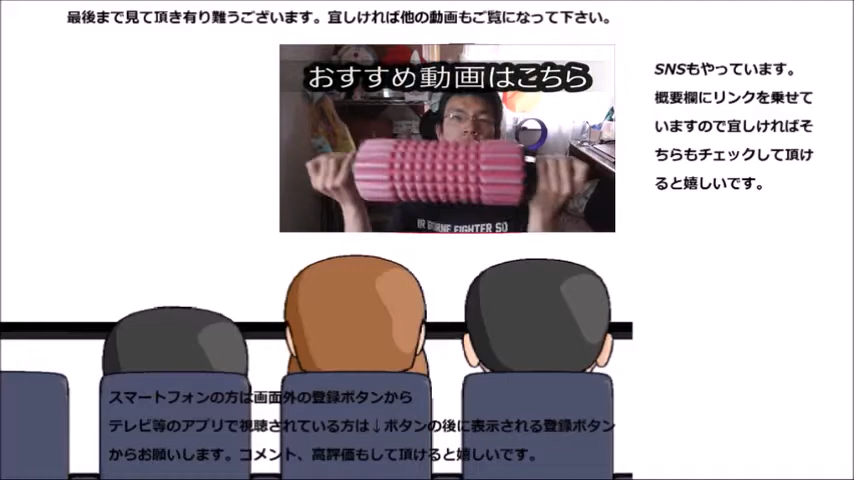 最後まで見て頂き有り難うございます。宜しければ他の動画もご覧になって下さい。
おすすめ動画はこちら
SNSもやっています。
概要欄にリンクを乗せて
いますので宜しければそ
ちらもチェックして頂け
ると嬉しいです。
スマートフォンの方は画面外の登録ボタンから
テレビ等のアプリで視聴されている方は↓ボタンの後に表示される登録ボタン
からお願いします。コメント、高評価もして頂けると嬉しいです。